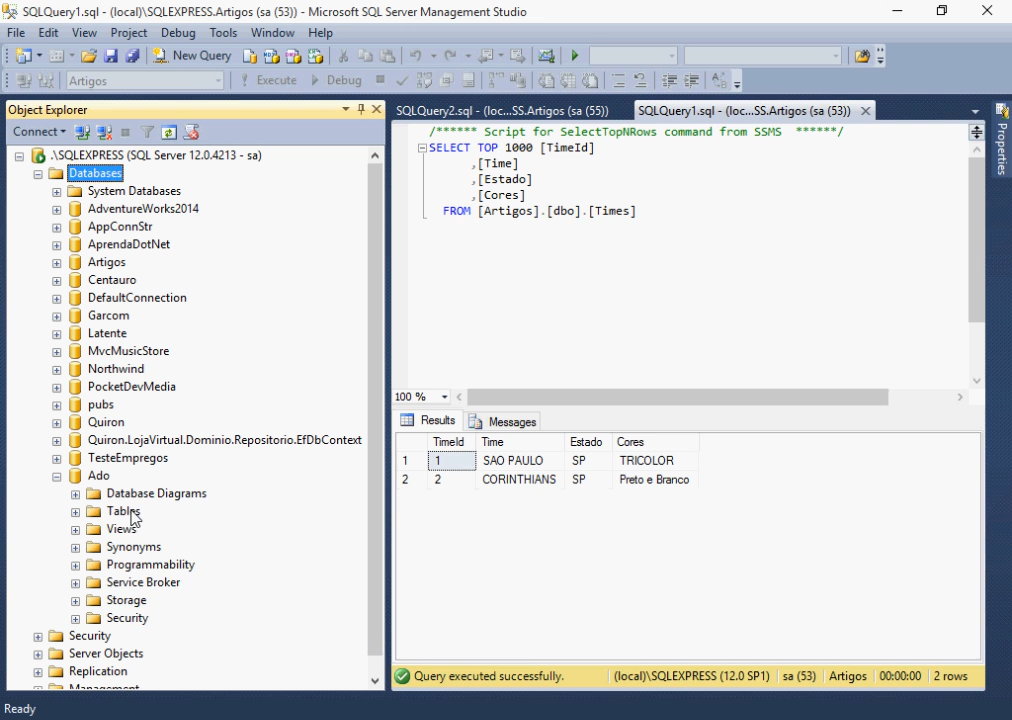 SQLQuery1.sql - (local)\SQLEXPRESS.Artigos (sa (53)) - Microsoft SQL Server Management Studio
File Edit View Project Debug Tools Window Help
New Query
Artigos Execute Debug
Object Explorer
Connect
.\SQLEXPRESS (SQL Server 12.0.4213 - sa)
Databases
System Databases
AdventureWorks2014
AppConnStr
AprendaDotNet
Artigos
Centauro
DefaultConnection
Garcom
Latente
MvcMusicStore
Northwind
PocketDevMedia
pubs
Quiron
Quiron.LojaVirtual.Dominio.Repositorio.EfDbContext
TesteEmpregos
Ado
Database Diagrams
Tables
Views
Synonyms
Programmability
Service Broker
Storage
Security
Security
Server Objects
Replication
Management
SQLQuery2.sql - (loc...SS.Artigos (sa (55)) SQLQuery1.sql - (loc...SS.Artigos (sa (53))
/****** Script for SelectTopNRows command from SSMS ******/
SELECT TOP 1000 [TimeId]
,[Time]
,[Estado]
,[Cores]
FROM [Artigos].[dbo].[Times]
100 %
Results Messages
TimeId Time Estado Cores
1 1 SAO PAULO SP TRICOLOR
2 2 CORINTHIANS SP Preto e Branco
Query executed successfully. (local)\SQLEXPRESS (12.0 SP1) sa (53) Artigos 00:00:00 2 rows
Properties
Ready